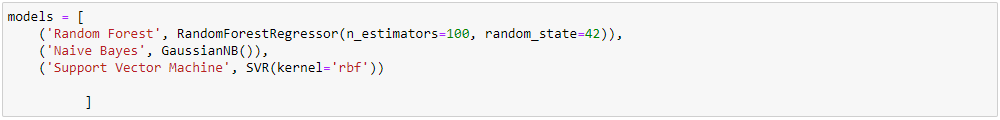 models = [
    ('Random Forest', RandomForestRegressor(n_estimators=100, random_state=42)),
    ('Naive Bayes', GaussianNB()),
    ('Support Vector Machine', SVR(kernel='rbf'))
          ]